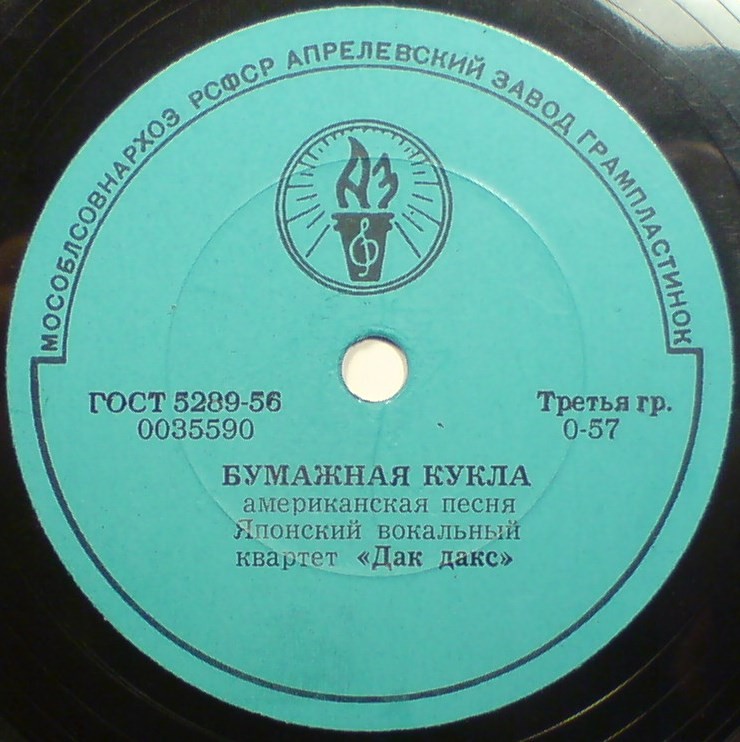 МОСОБЛСОВНАРХОЗ РСФСР АПРЕЛЕВСКИЙ ЗАВОД ГРАМПЛАСТИНОК
АЗ
ГОСТ 5289-56
0035590
Третья гр.
0-57
БУМАЖНАЯ КУКЛА
американская песня
Японский вокальный
квартет «Дак дакс»